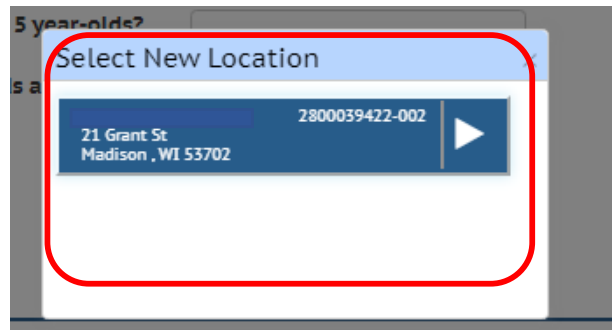 5 year-olds?
Select New Location
s a
2800039422-002
21 Grant St
Madison , WI 53702